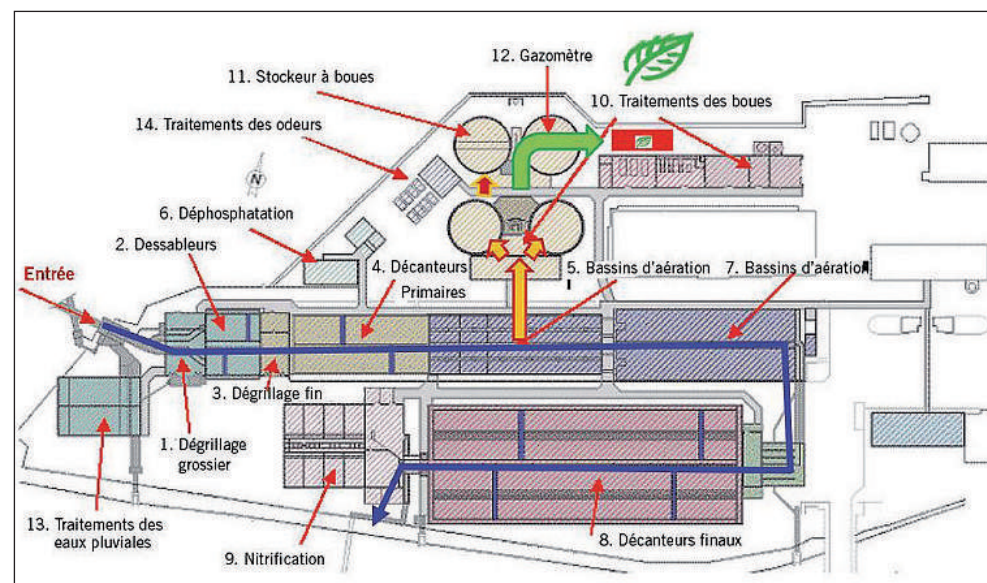 12. Gazomètre
11. Stockeur à boues
10. Traitements des boues
14. Traitements des odeurs
N
6. Déphosphatation
2. Dessableurs
4. Décanteurs
Primaires
5. Bassins d'aération
7. Bassins d'aération
Entrée
3. Dégrillage fin
1. Dégrillage
grossier
13. Traitements des
eaux pluviales
9. Nitrification
8. Décanteurs finaux